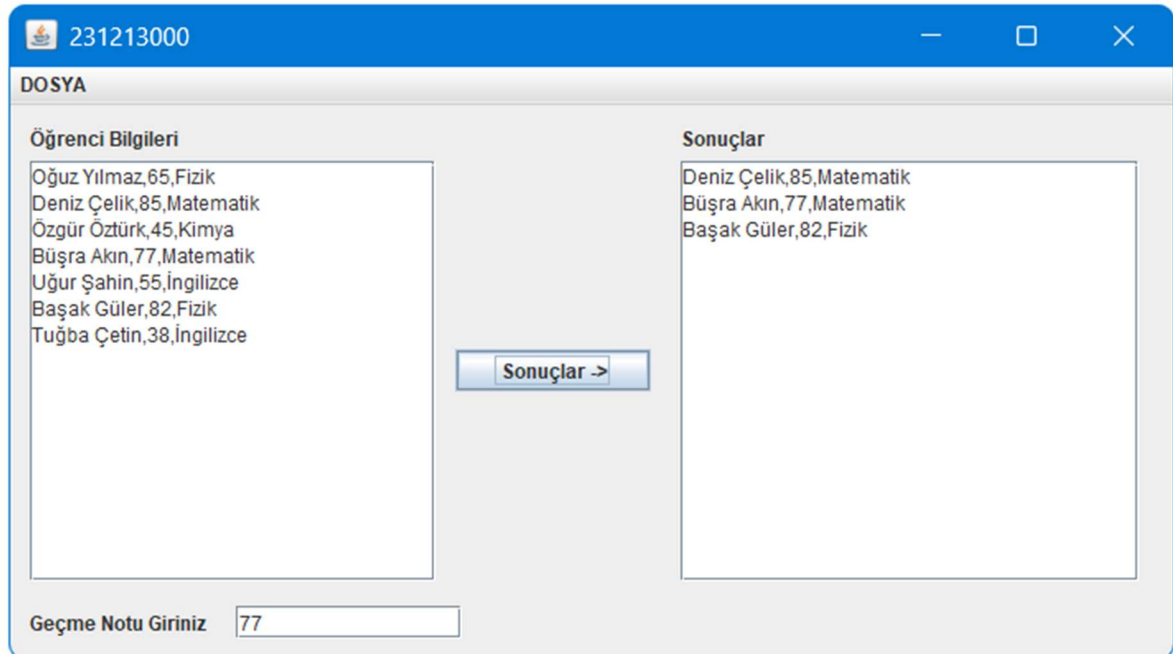 231213000
DOSYA
Öğrenci Bilgileri
Oğuz Yılmaz,65,Fizik
Deniz Çelik,85,Matematik
Özgür Öztürk,45,Kimya
Büşra Akın,77,Matematik
Uğur Şahin,55,İngilizce
Başak Güler,82,Fizik
Tuğba Çetin,38,İngilizce
Sonuçlar ->
Sonuçlar
Deniz Çelik,85,Matematik
Büşra Akın,77,Matematik
Başak Güler,82,Fizik
Geçme Notu Giriniz 77